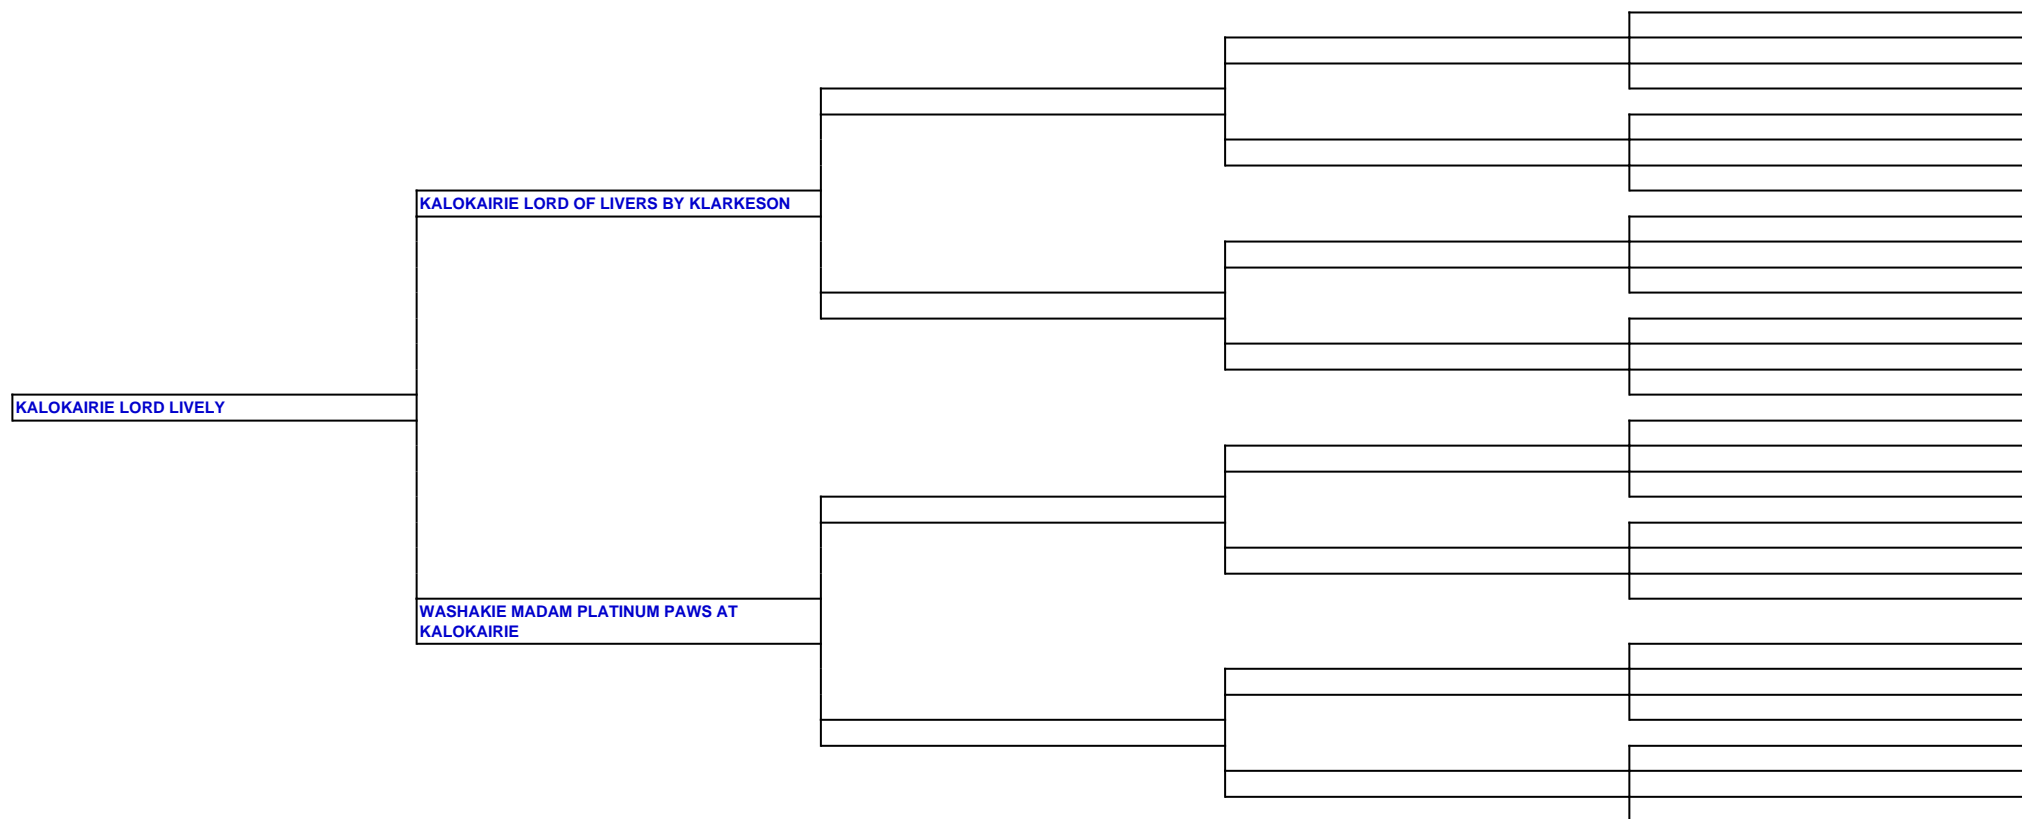 KALOKAIRIE LORD OF LIVERS BY KLARKESON
KALOKAIRIE LORD LIVELY
WASHAKIE MADAM PLATINUM PAWS AT
KALOKAIRIE